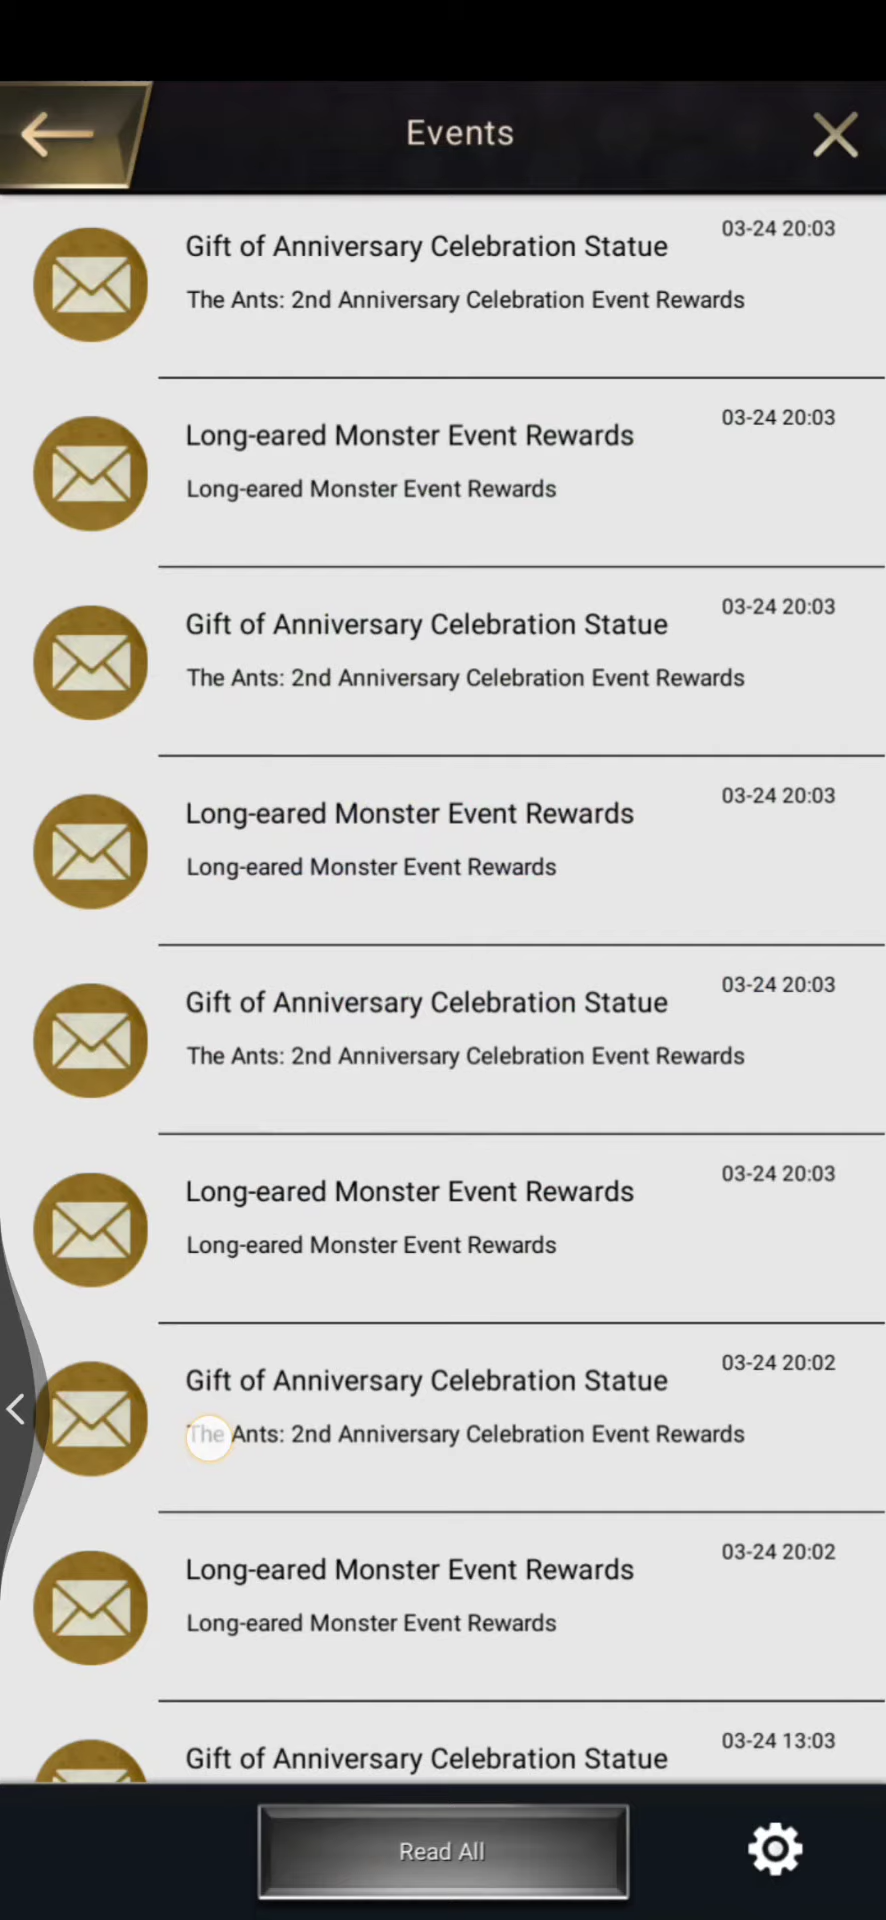 Events
03-24 20:03
Gift of Anniversary Celebration Statue
The Ants: 2nd Anniversary Celebration Event Rewards
03-24 20:03
Long-eared Monster Event Rewards
Long-eared Monster Event Rewards
03-24 20:03
Gift of Anniversary Celebration Statue
The Ants: 2nd Anniversary Celebration Event Rewards
03-24 20:03
Long-eared Monster Event Rewards
Long-eared Monster Event Rewards
03-24 20:03
Gift of Anniversary Celebration Statue
The Ants: 2nd Anniversary Celebration Event Rewards
03-24 20:03
Long-eared Monster Event Rewards
Long-eared Monster Event Rewards
03-24 20:02
Gift of Anniversary Celebration Statue
The Ants: 2nd Anniversary Celebration Event Rewards
03-24 20:02
Long-eared Monster Event Rewards
Long-eared Monster Event Rewards
03-24 13:03
Gift of Anniversary Celebration Statue
Read All